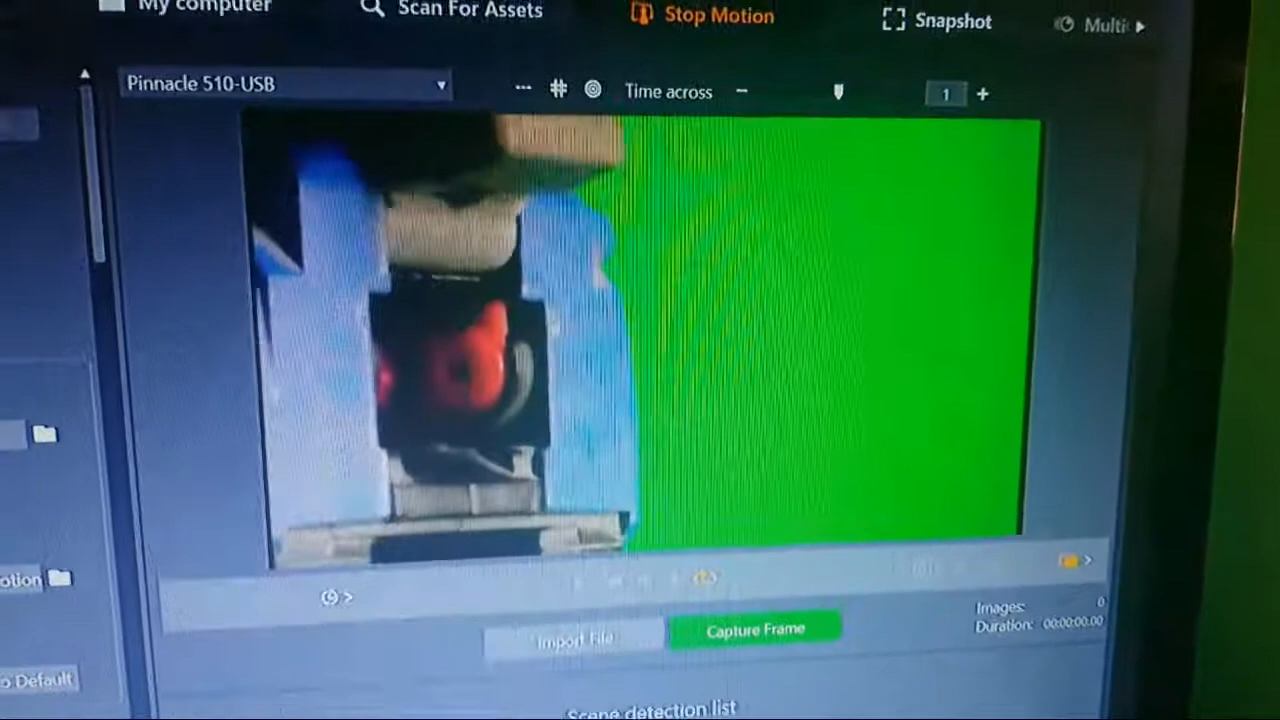 My computer
Scan For Assets
Stop Motion
Snapshot
Multi
Pinnacle 510-USB
Time across
1
Import File
Capture Frame
Images: 0
Duration: 00:00:00.00
otion
o Default
Scene detection list